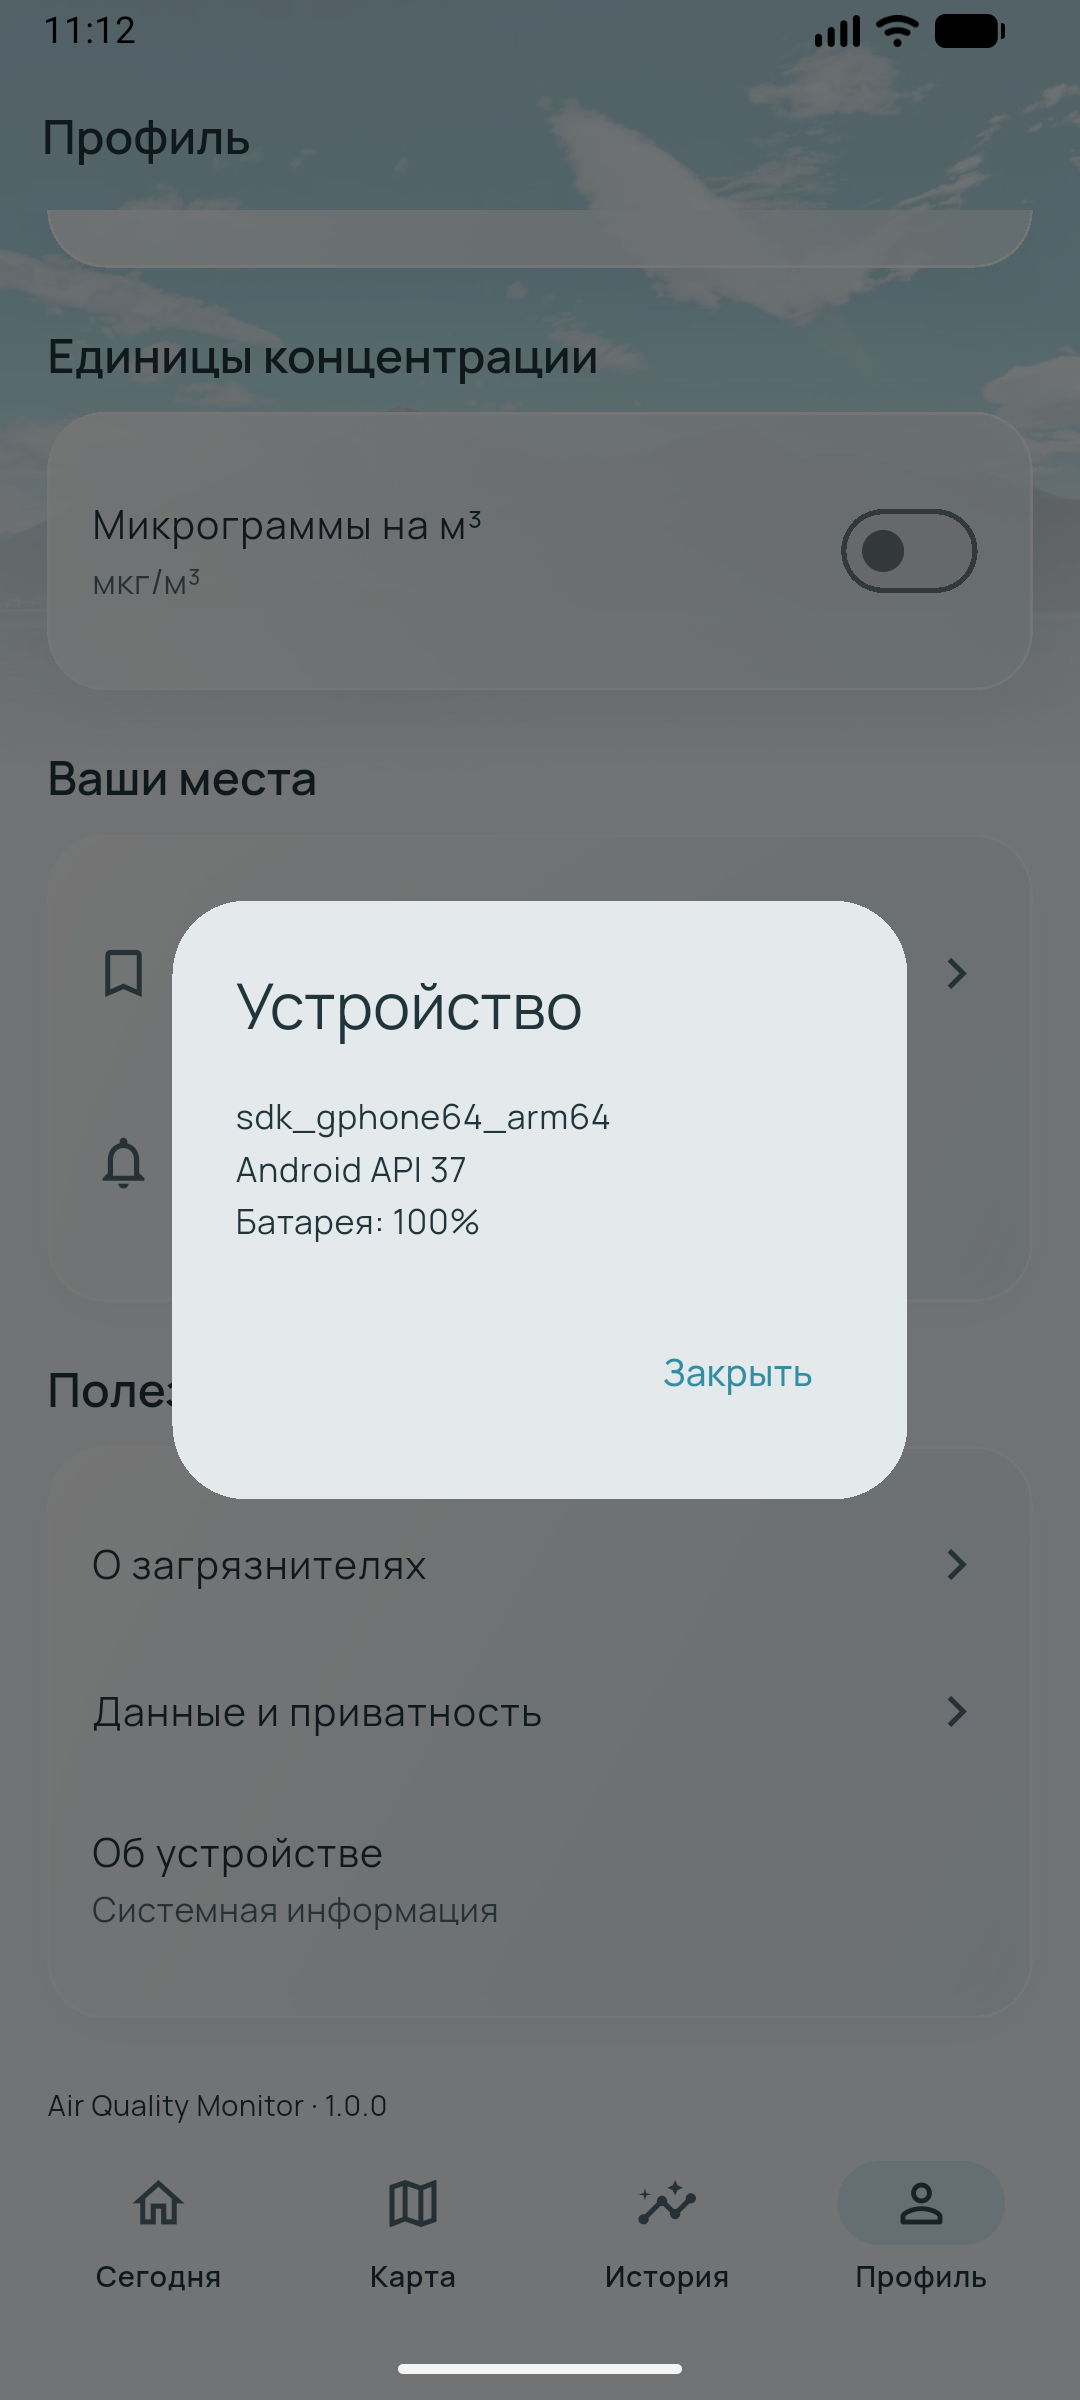 11:12
Профиль
Единицы концентрации
Микрограммы на м³
мкг/м³
Ваши места
Устройство
sdk_gphone64_arm64
Android API 37
Батарея: 100%
Закрыть
О загрязнителях
Данные и приватность
Об устройстве
Системная информация
Air Quality Monitor · 1.0.0
Сегодня
Карта
История
Профиль